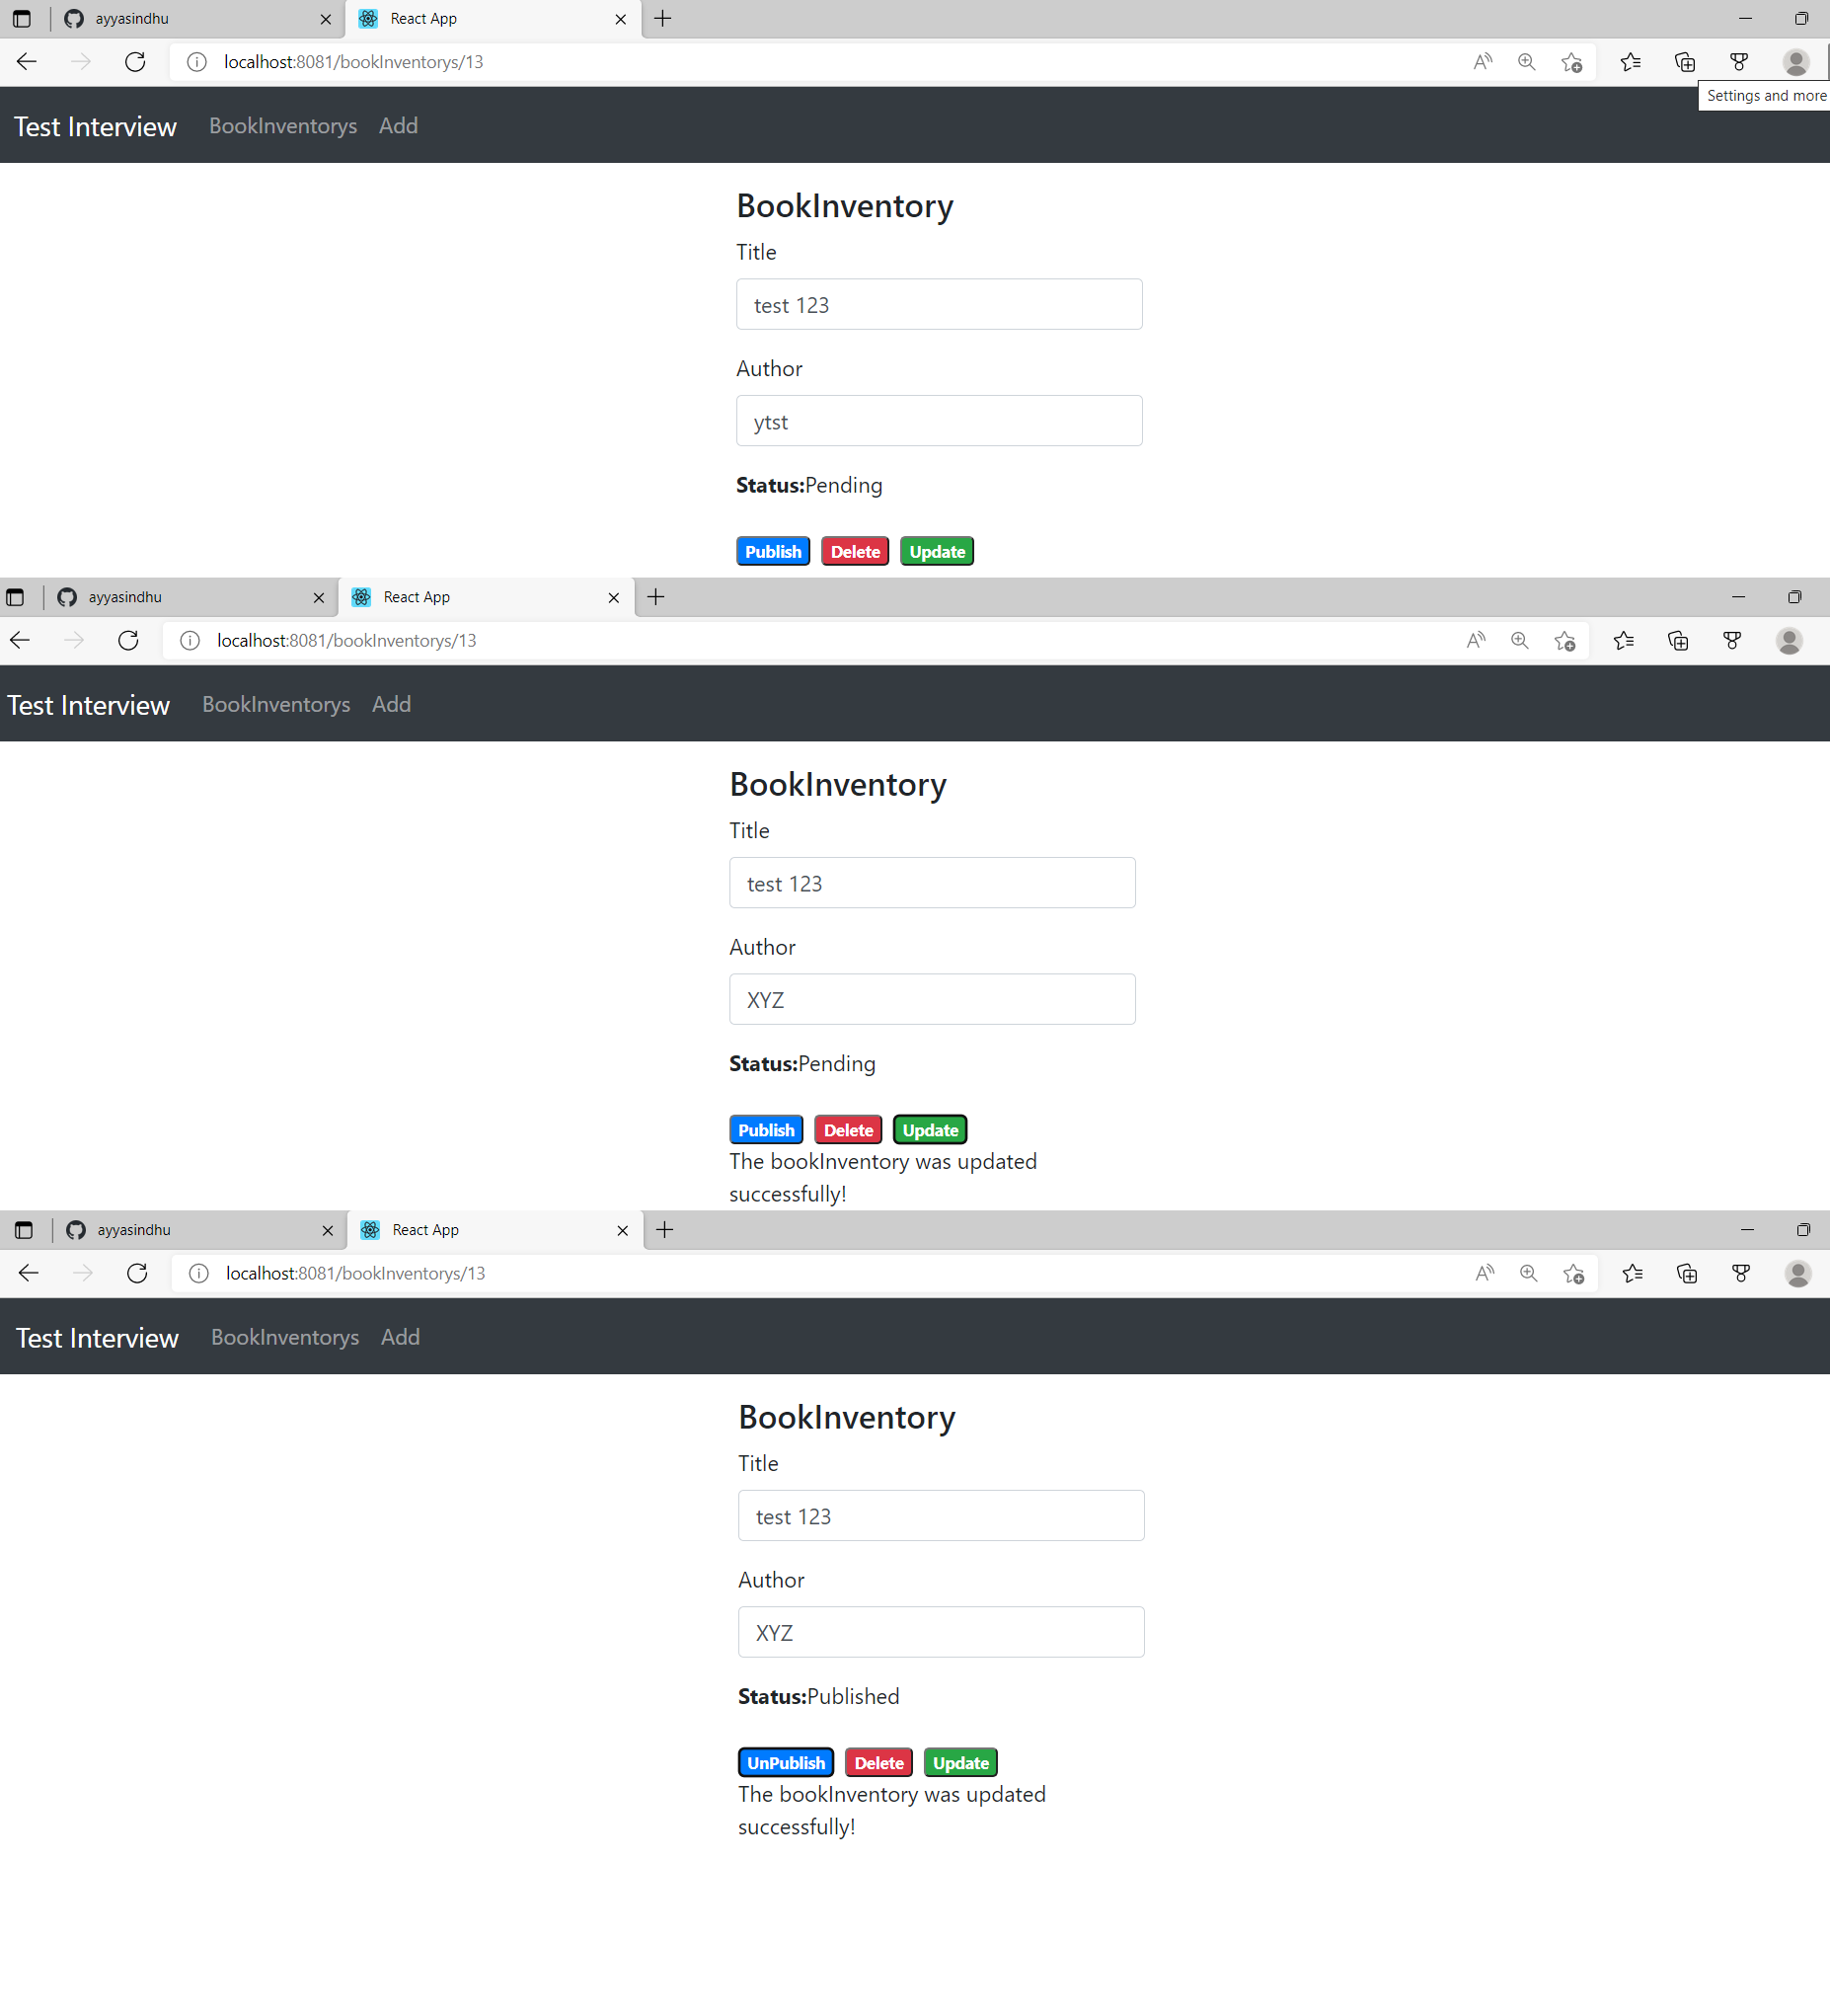 ayyasindhu React App
localhost:8081/bookInventorys/13
Settings and more
Test Interview BookInventorys Add
BookInventory
Title
test 123
Author
ytst
Status:Pending
Publish Delete Update
ayyasindhu React App
localhost:8081/bookInventorys/13
Test Interview BookInventorys Add
BookInventory
Title
test 123
Author
XYZ
Status:Pending
Publish Delete Update
The bookInventory was updated
successfully!
ayyasindhu React App
localhost:8081/bookInventorys/13
Test Interview BookInventorys Add
BookInventory
Title
test 123
Author
XYZ
Status:Published
UnPublish Delete Update
The bookInventory was updated
successfully!